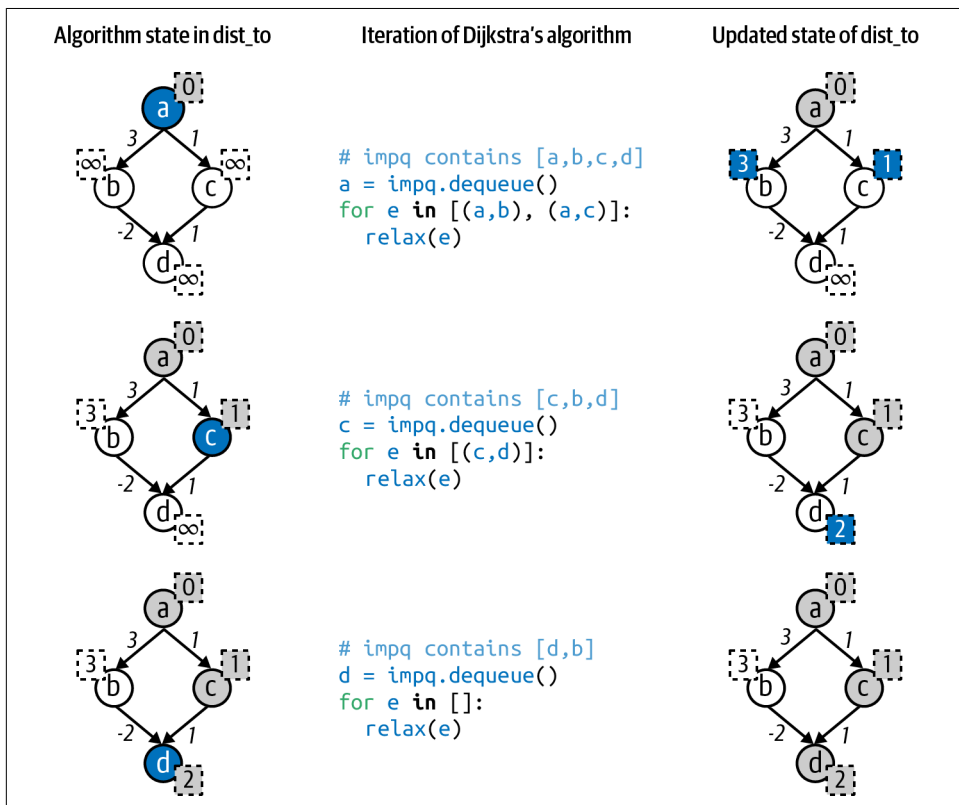 Algorithm state in dist_to
Iteration of Dijkstra's algorithm
Updated state of dist_to
a 0
3 1
∞ b c ∞
-2 1
d ∞
# impq contains [a,b,c,d]
a = impq.dequeue()
for e in [(a,b), (a,c)]:
relax(e)
a 0
3 1
3 b c 1
-2 1
d ∞
a 0
3 1
3 b c 1
-2 1
d ∞
# impq contains [c,b,d]
c = impq.dequeue()
for e in [(c,d)]:
relax(e)
a 0
3 1
3 b c 1
-2 1
d 2
a 0
3 1
3 b c 1
-2 1
d 2
# impq contains [d,b]
d = impq.dequeue()
for e in []:
relax(e)
a 0
3 1
3 b c 1
-2 1
d 2